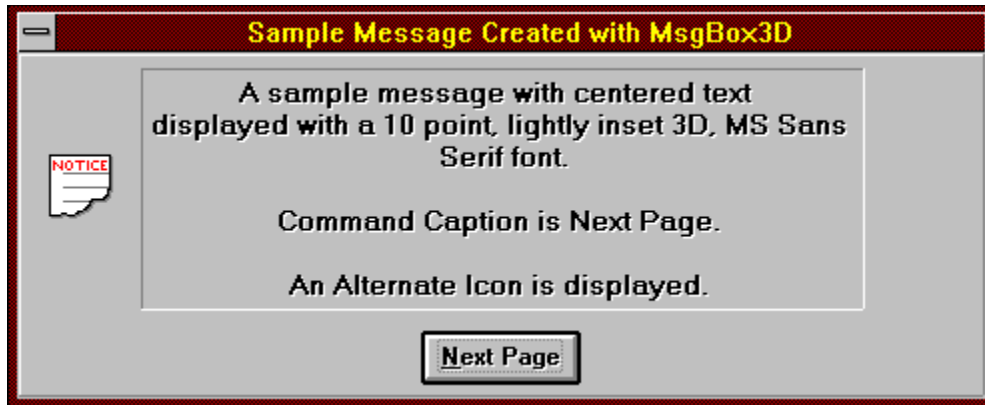 Sample Message Created with MsgBox3D
A sample message with centered text
displayed with a 10 point, lightly inset 3D, MS Sans
Serif font.
NOTICE
Command Caption is Next Page.
An Alternate Icon is displayed.
Next Page